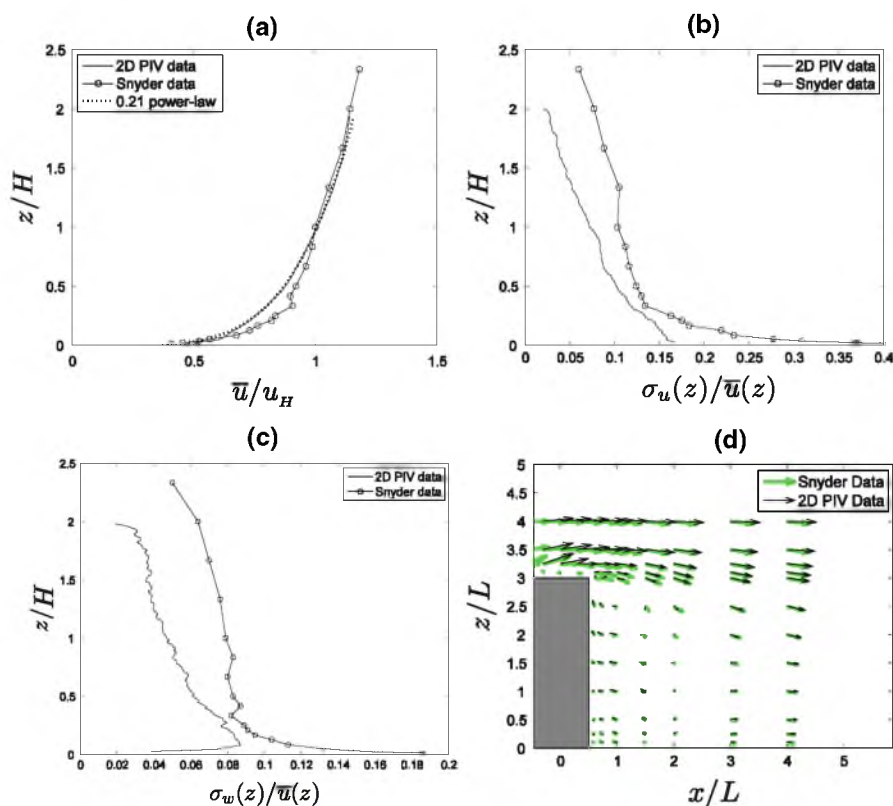 (a)
2.5
2
1.5
1
0.5
0
z/H
0
0.5
1
1.5
u̅/u_H
2D PIV data
Snyder data
0.21 power-law
(b)
2.5
2
1.5
1
0.5
0
z/H
0
0.05
0.1
0.15
0.2
0.25
0.3
0.35
0.4
σ_u(z)/u̅(z)
2D PIV data
Snyder data
(c)
2.5
2
1.5
1
0.5
0
z/H
0
0.02
0.04
0.06
0.08
0.1
0.12
0.14
0.16
0.18
0.2
σ_w(z)/u̅(z)
2D PIV data
Snyder data
(d)
5
4.5
4
3.5
3
2.5
2
1.5
1
0.5
0
z/L
0
1
2
3
4
5
x/L
Snyder Data
2D PIV Data